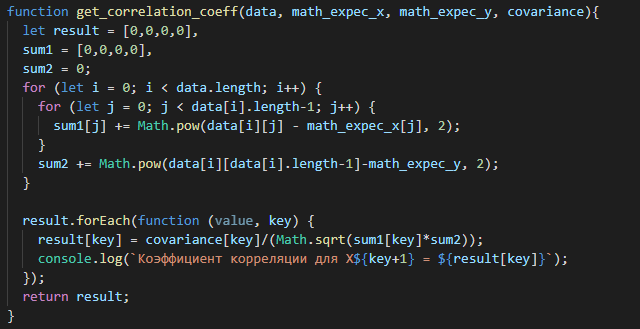 function get_correlation_coeff(data, math_expec_x, math_expec_y, covariance){
let result = [0,0,0,0],
sum1 = [0,0,0,0],
sum2 = 0;
for (let i = 0; i < data.length; i++) {
for (let j = 0; j < data[i].length-1; j++) {
sum1[j] += Math.pow(data[i][j] - math_expec_x[j], 2);
}
sum2 += Math.pow(data[i][data[i].length-1]-math_expec_y, 2);
}
result.forEach(function (value, key) {
result[key] = covariance[key]/(Math.sqrt(sum1[key]*sum2));
console.log(`Коэффициент корреляции для X${key+1} = ${result[key]}`);
});
return result;
}